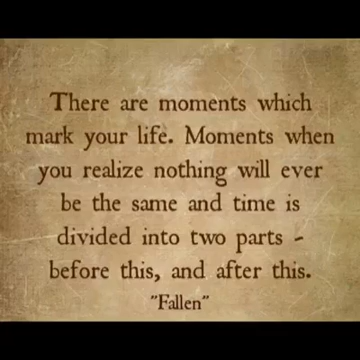 There are moments which
mark your life. Moments when
you realize nothing will ever
be the same and time is
divided into two parts -
before this, and after this.
"Fallen"